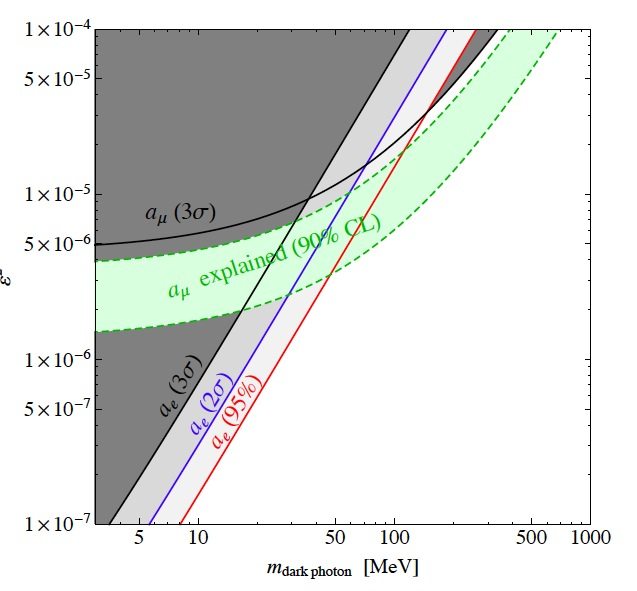 1×10⁻⁴
5×10⁻⁵
1×10⁻⁵
5×10⁻⁶
1×10⁻⁶
5×10⁻⁷
1×10⁻⁷
a_μ (3σ)
a_μ explained (90% CL)
a_e (3σ)
a_e (2σ)
a_e (95%)
5 10 50 100 500 1000
m_dark photon [MeV]